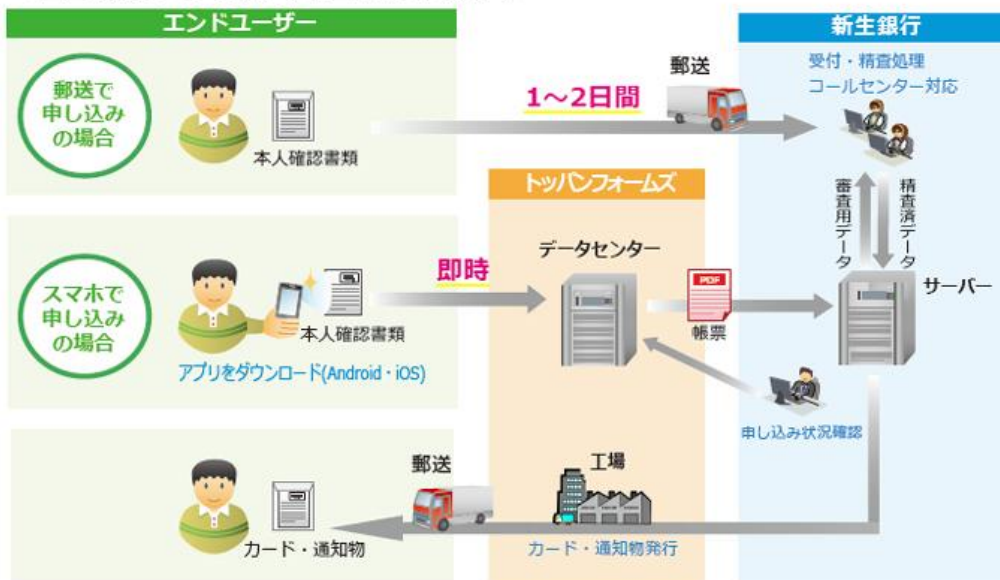 エンドユーザー
新生銀行
郵送で
申し込み
の場合
本人確認書類
1～2日間
郵送
受付・精査処理
コールセンター対応
トッパンフォームズ
審査用データ
精査済データ
スマホで
申し込み
の場合
本人確認書類
アプリをダウンロード(Android・iOS)
即時
データセンター
PDF
帳票
サーバー
申し込み状況確認
カード・通知物
郵送
工場
カード・通知物発行